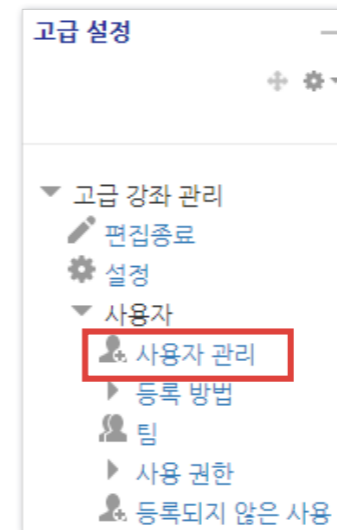 고급 설정
고급 강좌 관리
편집종료
설정
사용자
사용자 관리
등록 방법
팀
사용 권한
등록되지 않은 사용